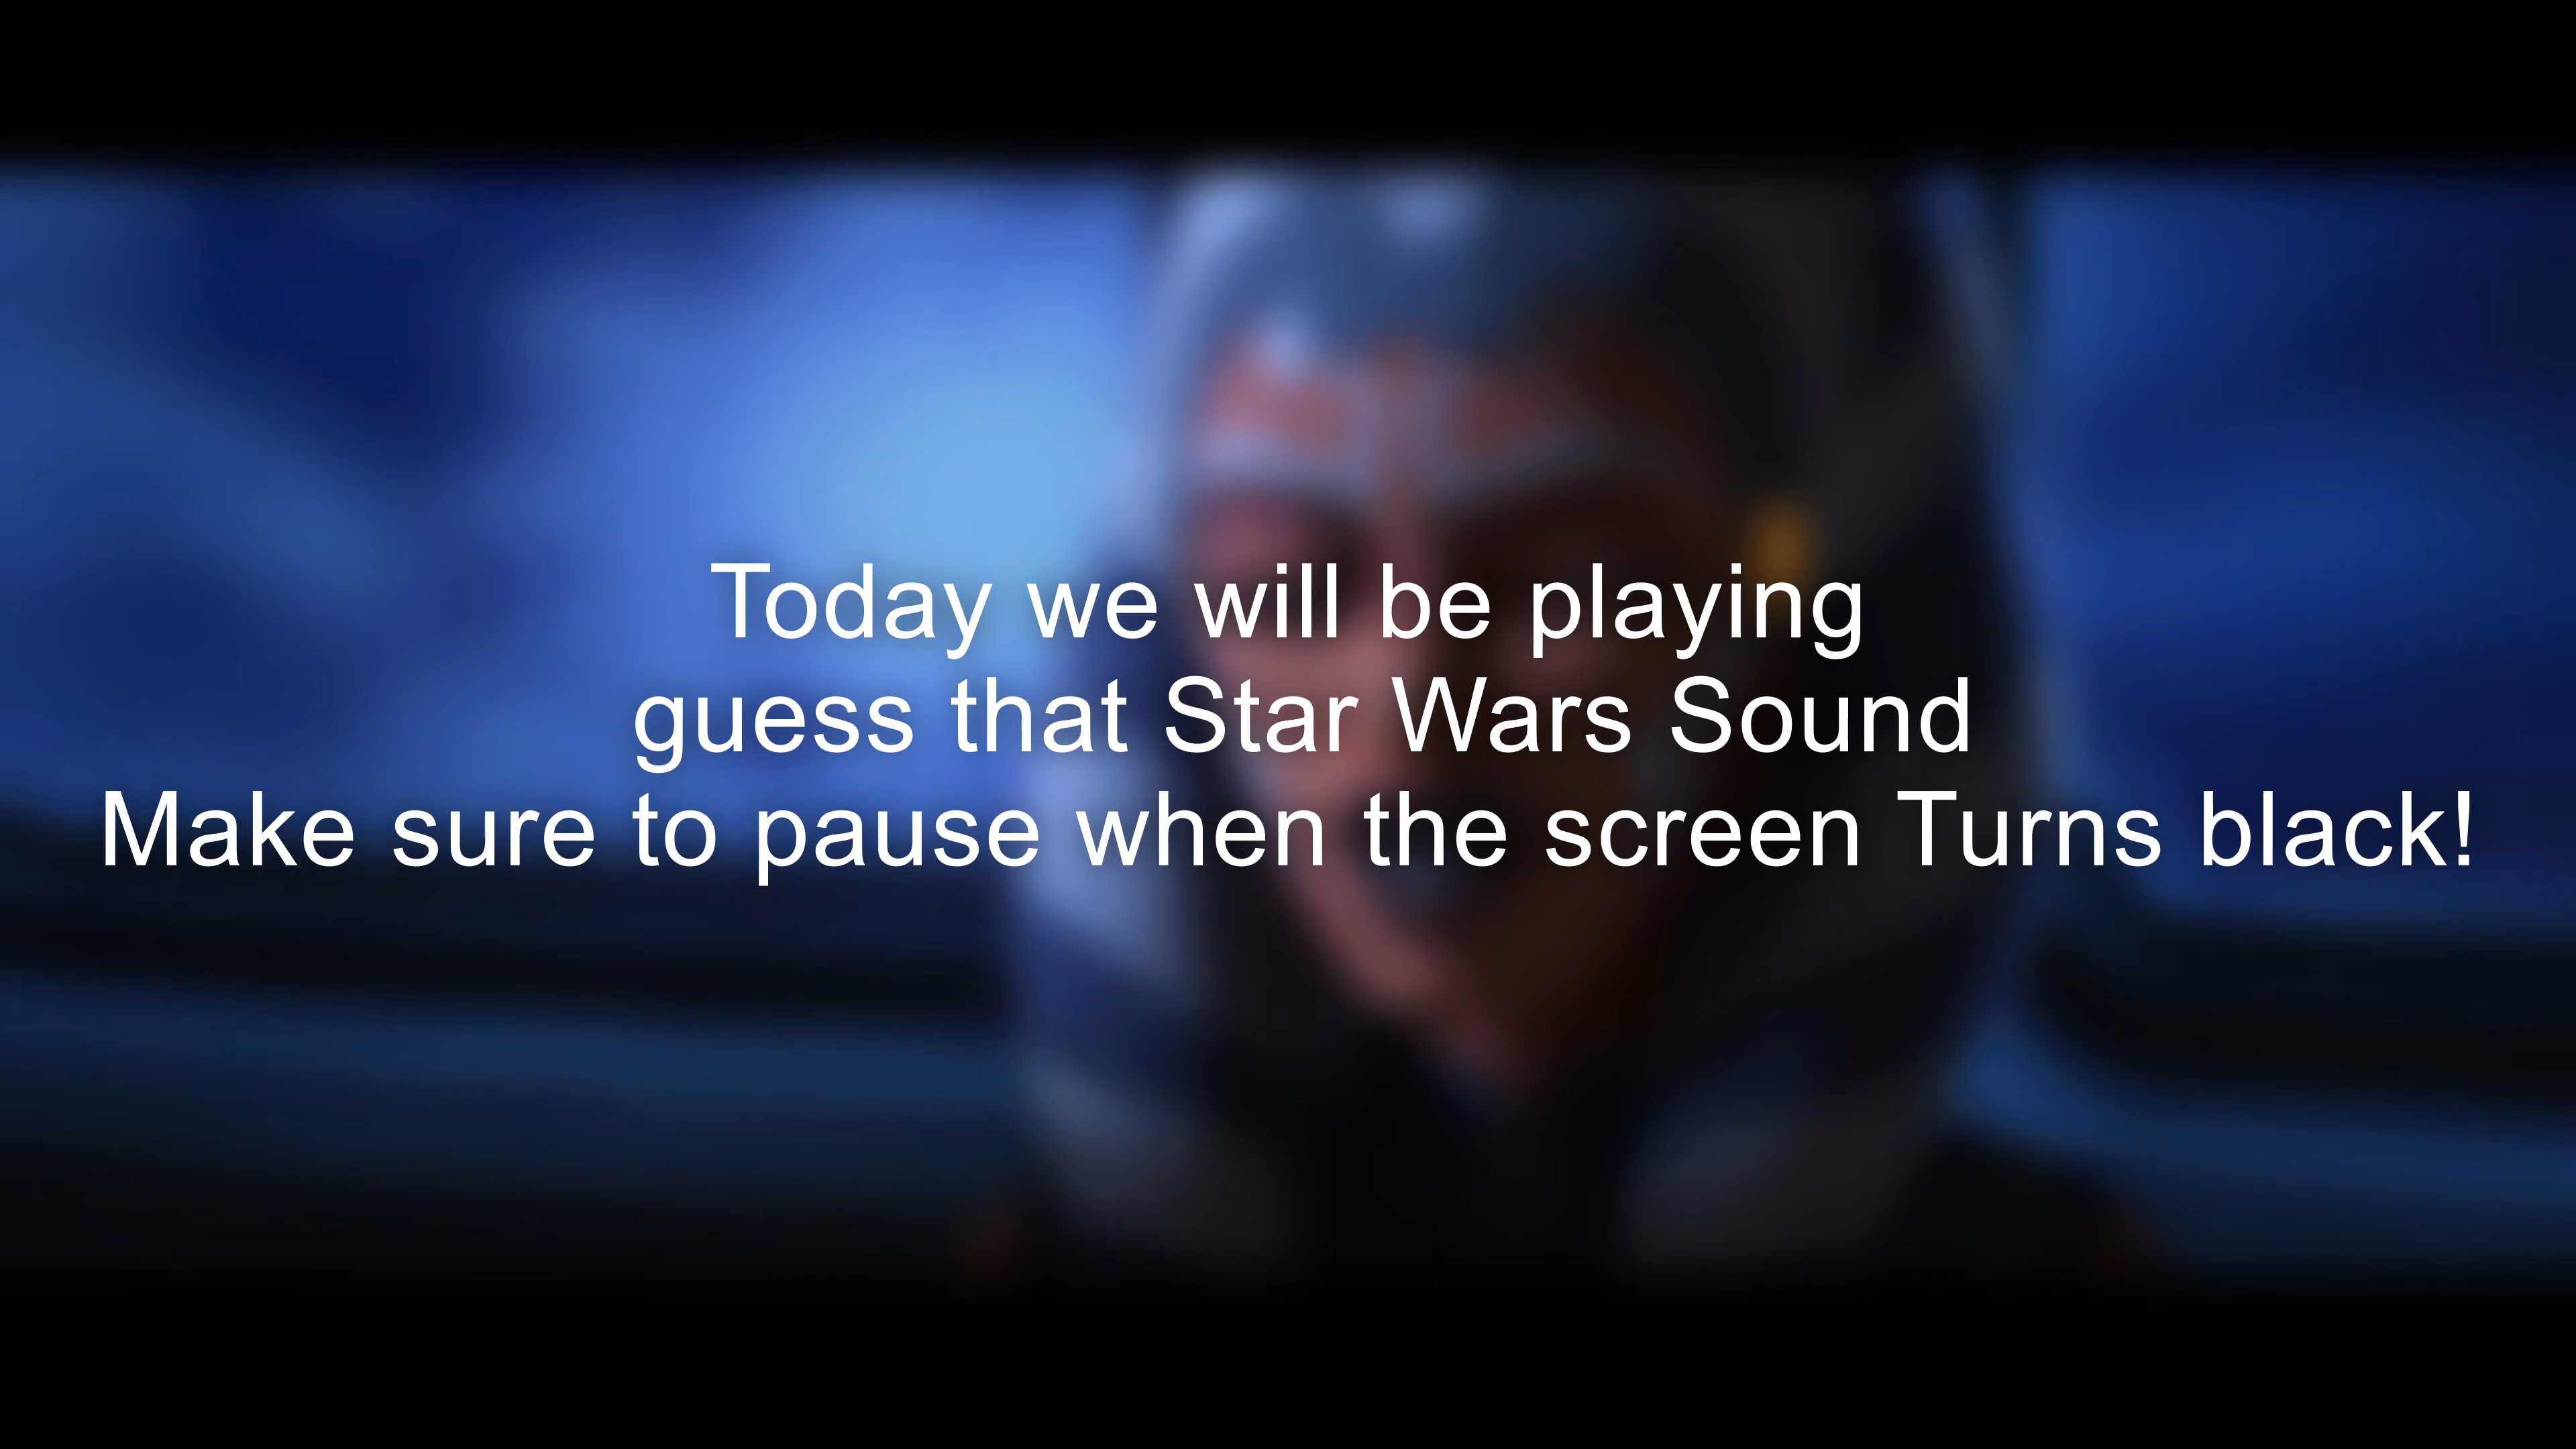 Today we will be playing
guess that Star Wars Sound
Make sure to pause when the screen Turns black!